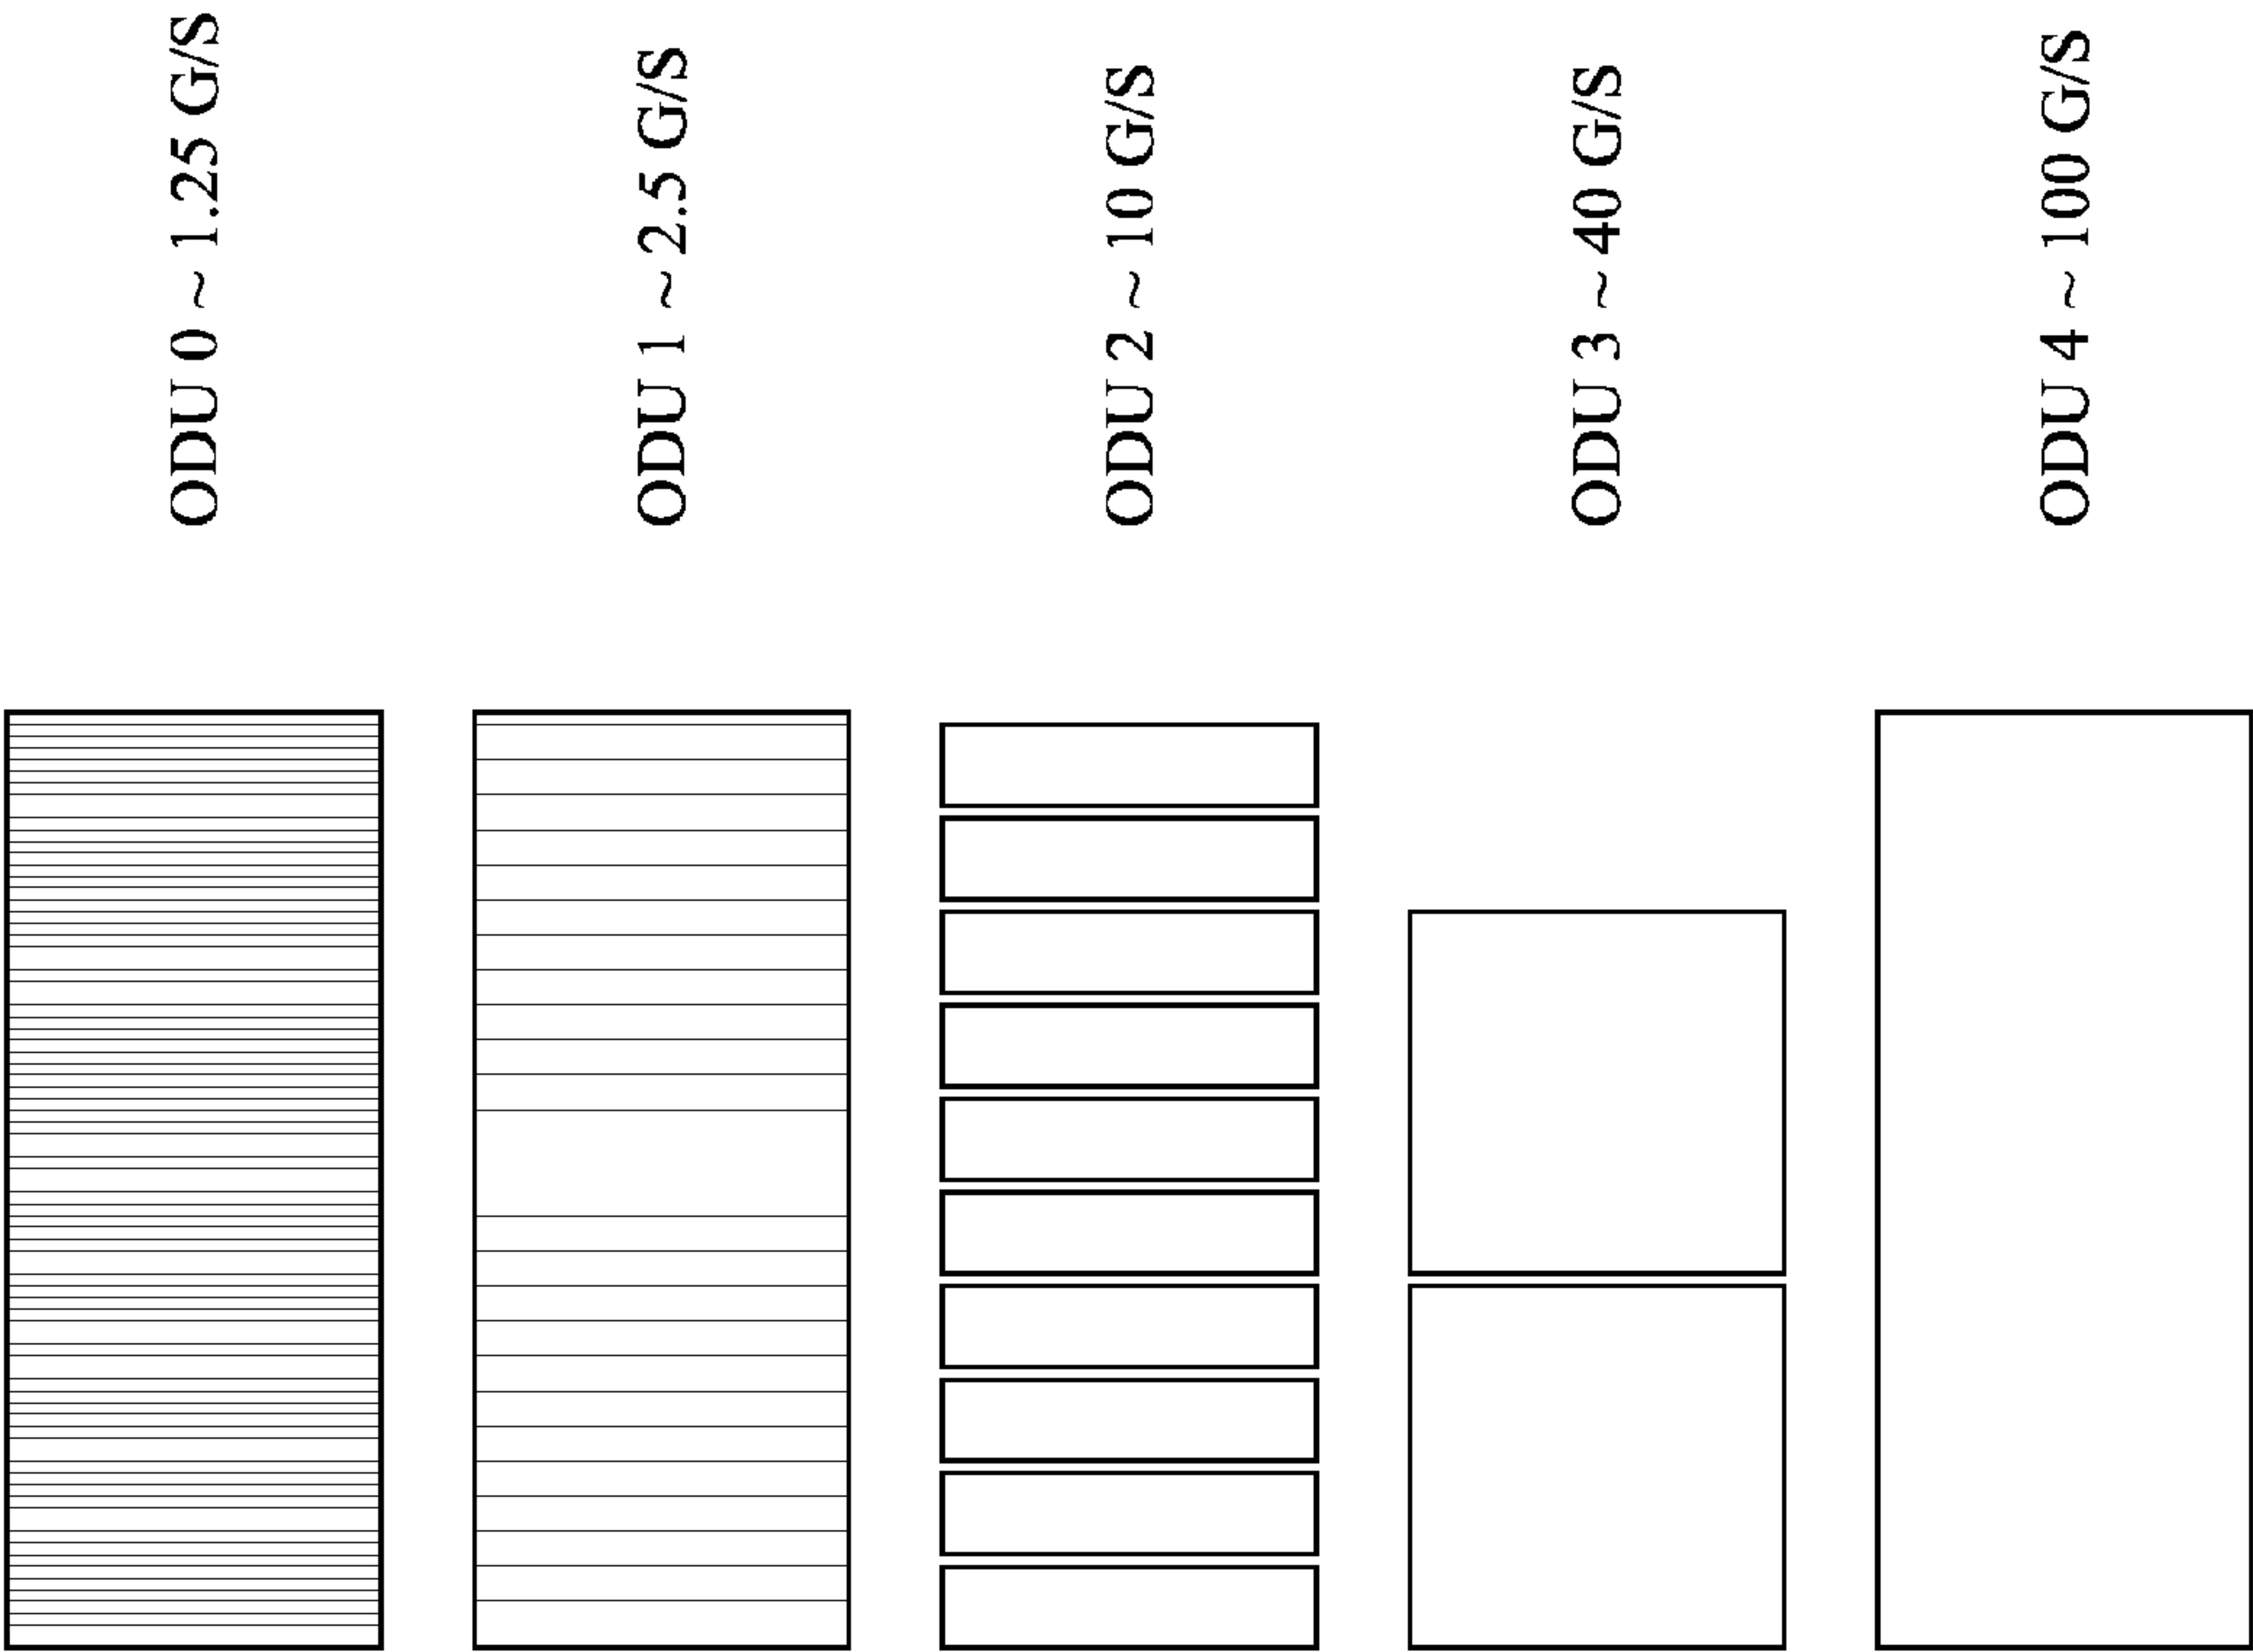 ODU 0 ~ 1.25 G/S
ODU 1 ~ 2.5 G/S
ODU 2 ~ 10 G/S
ODU 3 ~ 40 G/S
ODU 4 ~ 100 G/S